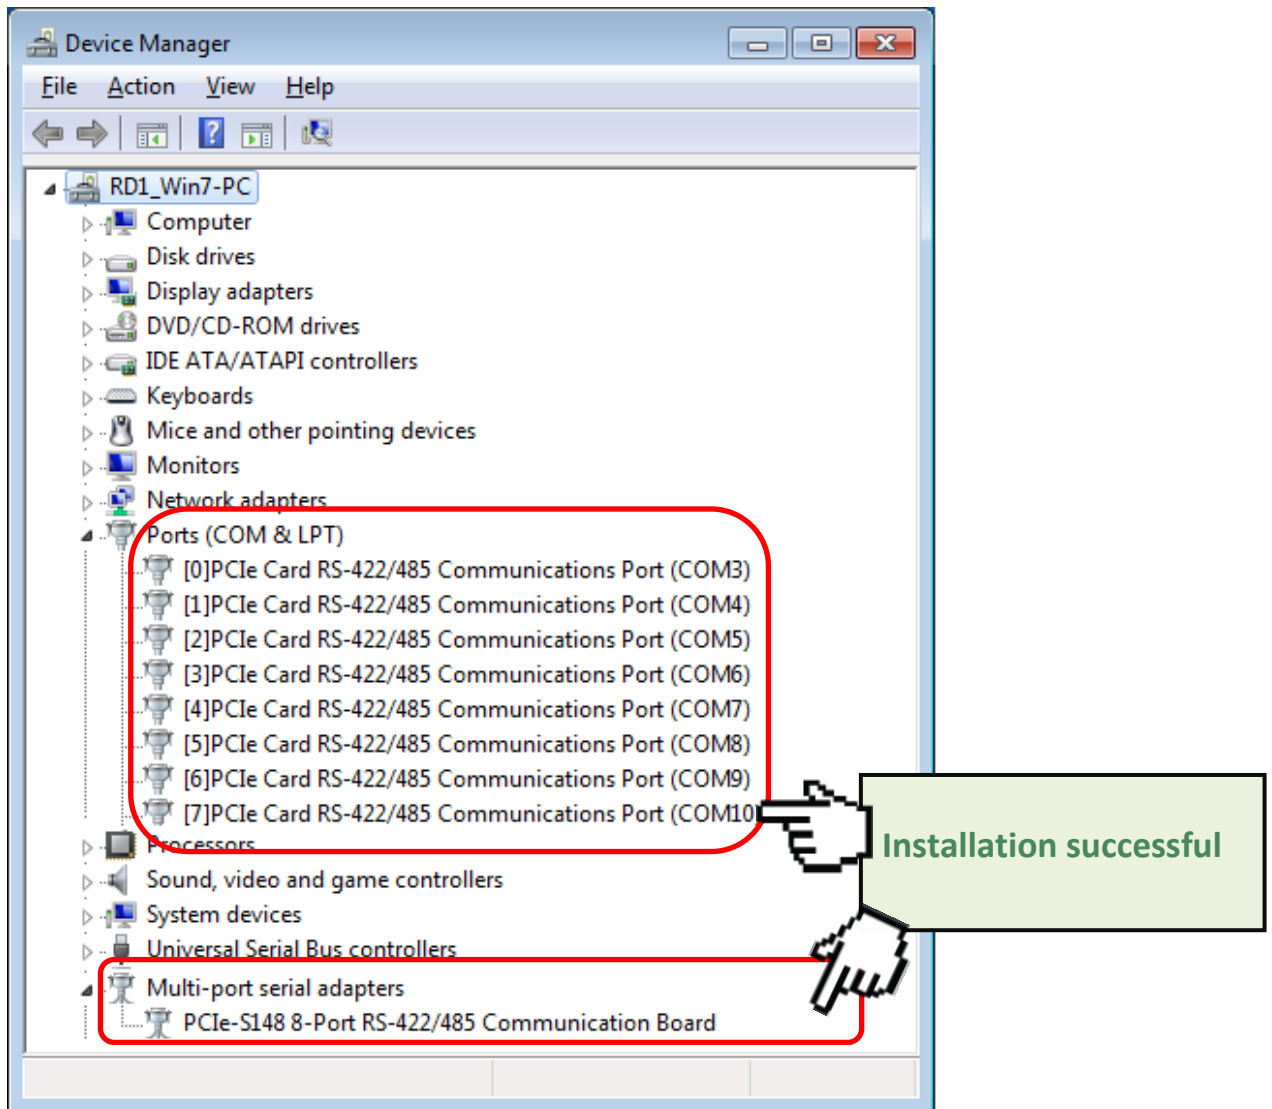 Device Manager
File Action View Help
RD1_Win7-PC
Computer
Disk drives
Display adapters
DVD/CD-ROM drives
IDE ATA/ATAPI controllers
Keyboards
Mice and other pointing devices
Monitors
Network adapters
Ports (COM & LPT)
[0]PCIe Card RS-422/485 Communications Port (COM3)
[1]PCIe Card RS-422/485 Communications Port (COM4)
[2]PCIe Card RS-422/485 Communications Port (COM5)
[3]PCIe Card RS-422/485 Communications Port (COM6)
[4]PCIe Card RS-422/485 Communications Port (COM7)
[5]PCIe Card RS-422/485 Communications Port (COM8)
[6]PCIe Card RS-422/485 Communications Port (COM9)
[7]PCIe Card RS-422/485 Communications Port (COM10)
Processors
Sound, video and game controllers
System devices
Universal Serial Bus controllers
Multi-port serial adapters
PCIe-S148 8-Port RS-422/485 Communication Board
Installation successful